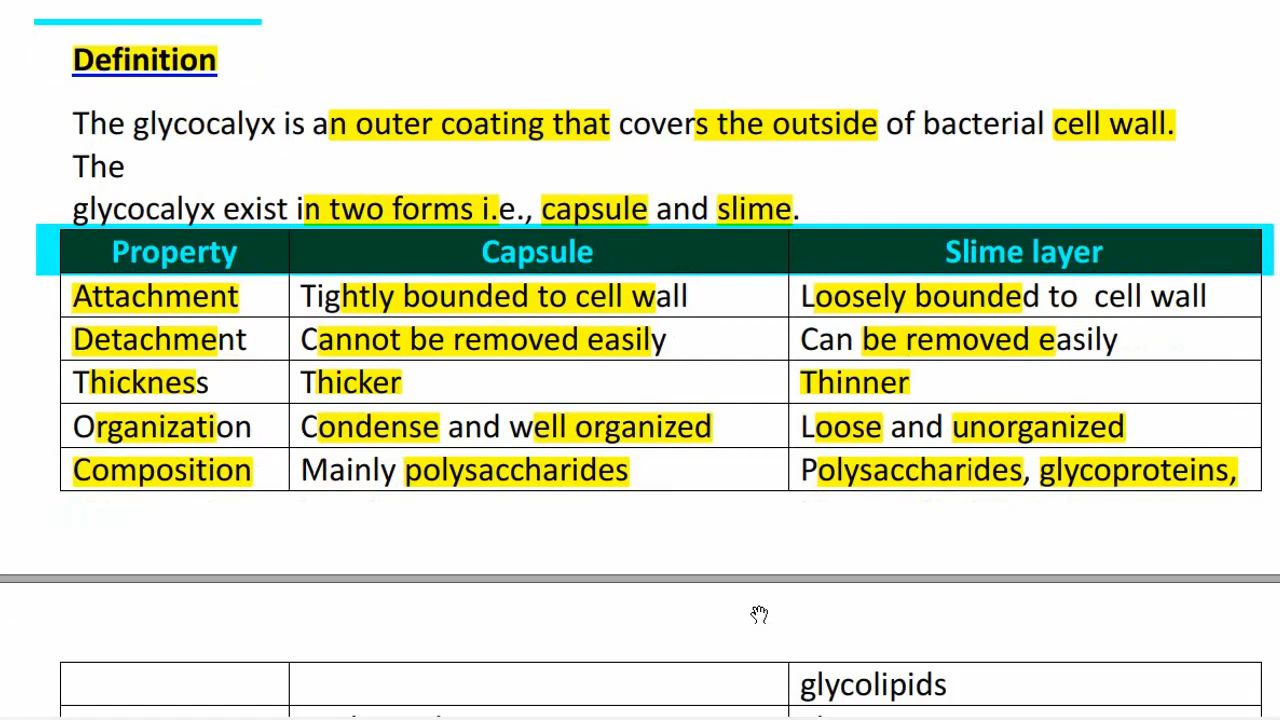 Definition
The glycocalyx is an outer coating that covers the outside of bacterial cell wall.
The
glycocalyx exist in two forms i.e., capsule and slime.
Property Capsule Slime layer
Attachment Tightly bounded to cell wall Loosely bounded to cell wall
Detachment Cannot be removed easily Can be removed easily
Thickness Thicker Thinner
Organization Condense and well organized Loose and unorganized
Composition Mainly polysaccharides Polysaccharides, glycoproteins,
glycolipids